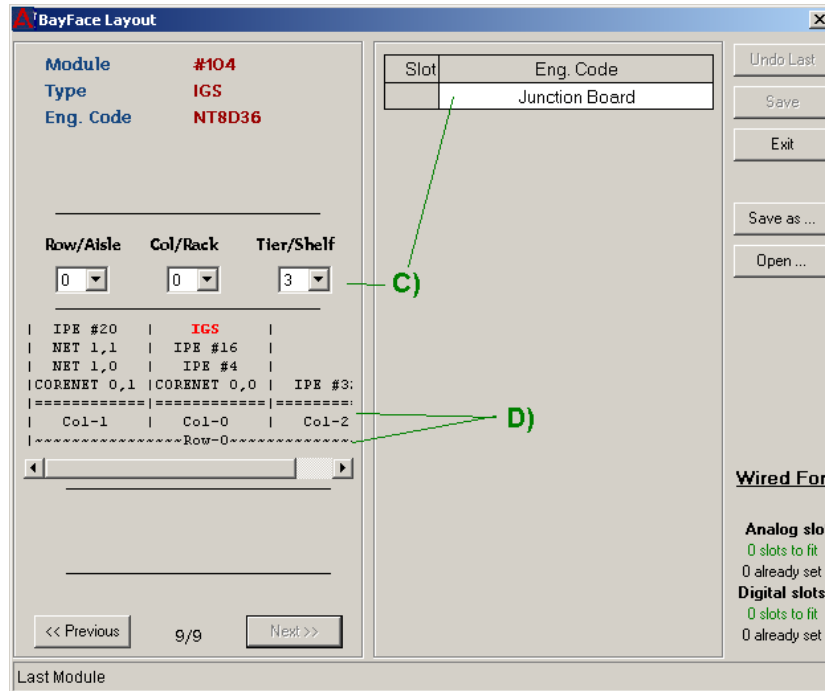 BayFace Layout
Module #104
Type IGS
Eng. Code NT8D36
Row/Aisle Col/Rack Tier/Shelf
0 0 3
| IPE #20 | IGS |
| NET 1,1 | IPE #16 |
| NET 1,0 | IPE #4 |
|CORENET 0,1 |CORENET 0,0 | IPE #3
|============|============|========
| Col-1 | Col-0 | Col-2
|~~~~~~~~~~~~~~~~Row-0~~~~~~~~~~~~~
<< Previous 9/9 Next >>
Last Module
Slot Eng. Code
Junction Board
C)
D)
Undo Last
Save
Exit
Save as ...
Open ...
Wired For
Analog slo
0 slots to fit
0 already set
Digital slots
0 slots to fit
0 already set